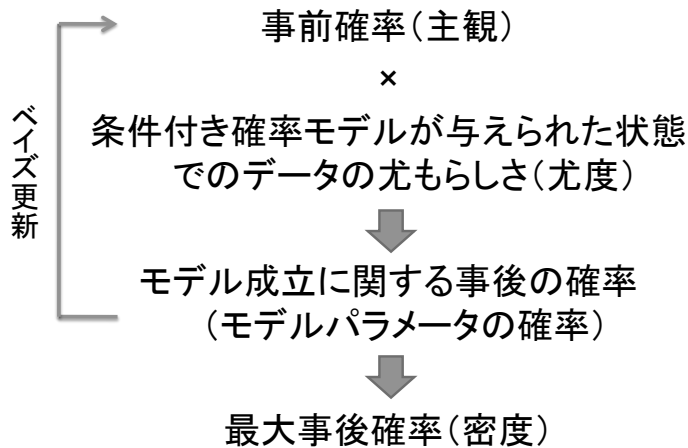 事前確率(主観)
×
条件付き確率モデルが与えられた状態
でのデータの尤もらしさ(尤度)
モデル成立に関する事後の確率
(モデルパラメータの確率)
最大事後確率(密度)
ベイズ更新